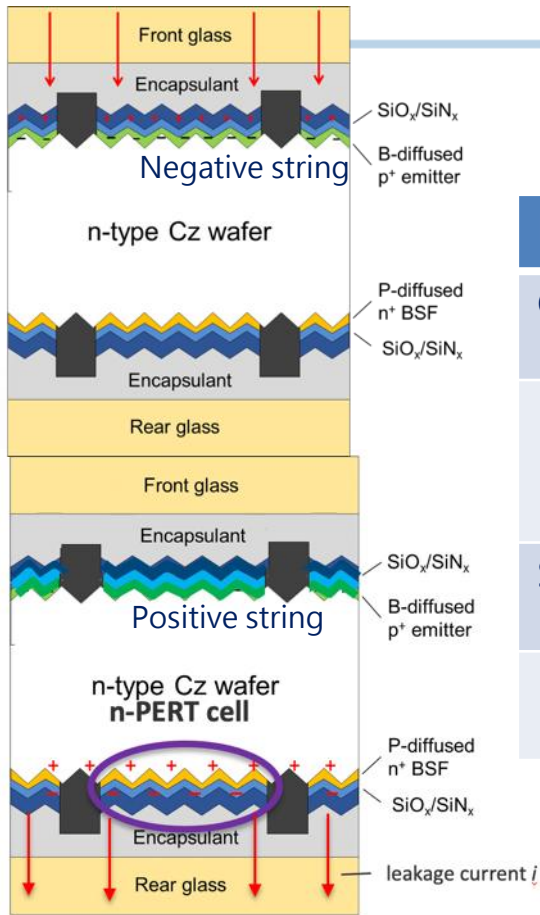 Front glass
Encapsulant
SiOₓ/SiNₓ
B-diffused
p⁺ emitter
Negative string
n-type Cz wafer
P-diffused
n⁺ BSF
SiOₓ/SiNₓ
Encapsulant
Rear glass
Front glass
Encapsulant
SiOₓ/SiNₓ
B-diffused
p⁺ emitter
Positive string
n-type Cz wafer
n-PERT cell
P-diffused
n⁺ BSF
SiOₓ/SiNₓ
Encapsulant
Rear glass
leakage current i